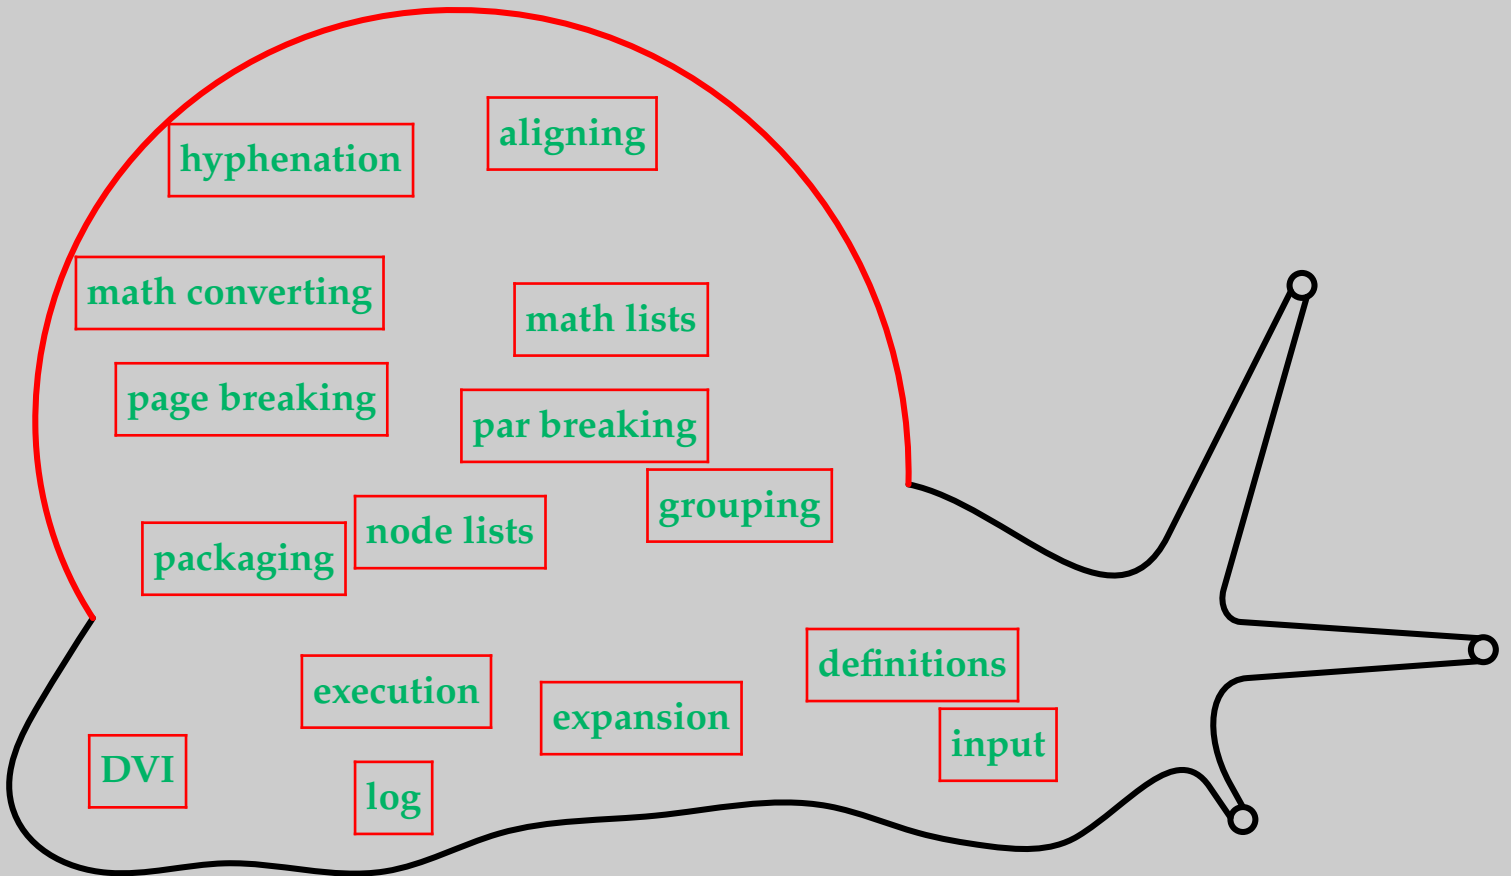 aligning
hyphenation
math converting
math lists
page breaking
par breaking
grouping
node lists
packaging
definitions
execution
expansion
input
DVI
log